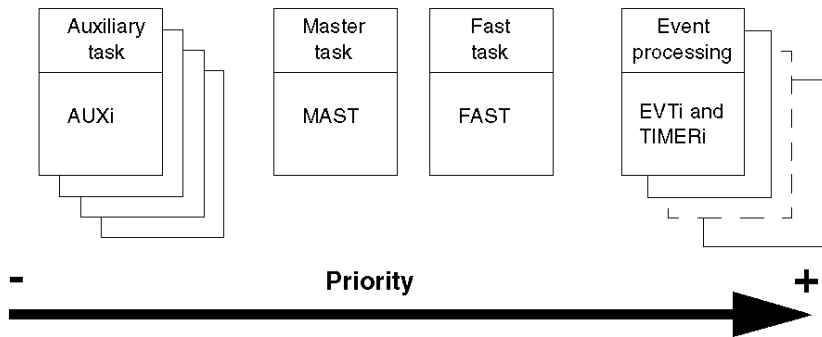 Auxiliary
task
AUXi
Master
task
MAST
Fast
task
FAST
Event
processing
EVTi and
TIMERi
- Priority +